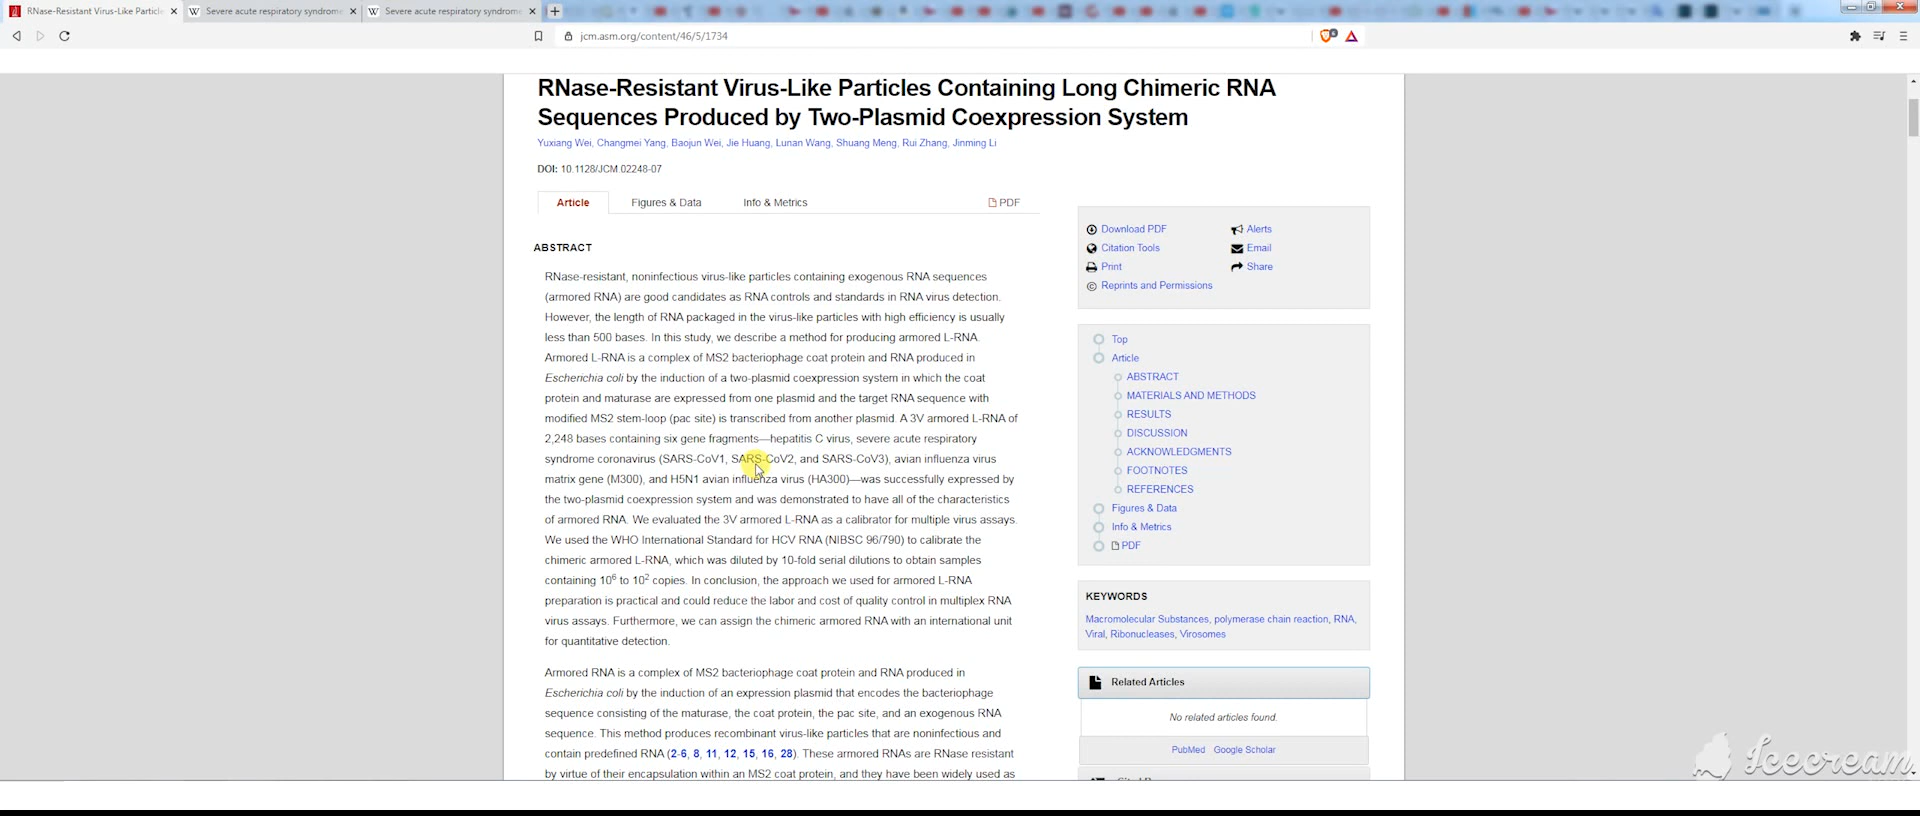 RNase-Resistant Virus-Like Particle
Severe acute respiratory syndrome
Severe acute respiratory syndrome
jcm.asm.org/content/46/5/1734
RNase-Resistant Virus-Like Particles Containing Long Chimeric RNA
Sequences Produced by Two-Plasmid Coexpression System
Yuxiang Wei, Changmei Yang, Baojun Wei, Jie Huang, Lunan Wang, Shuang Meng, Rui Zhang, Jinming Li
DOI: 10.1128/JCM.02248-07
Article Figures & Data Info & Metrics PDF
ABSTRACT
RNase-resistant, noninfectious virus-like particles containing exogenous RNA sequences
(armored RNA) are good candidates as RNA controls and standards in RNA virus detection.
However, the length of RNA packaged in the virus-like particles with high efficiency is usually
less than 500 bases. In this study, we describe a method for producing armored L-RNA.
Armored L-RNA is a complex of MS2 bacteriophage coat protein and RNA produced in
Escherichia coli by the induction of a two-plasmid coexpression system in which the coat
protein and maturase are expressed from one plasmid and the target RNA sequence with
modified MS2 stem-loop (pac site) is transcribed from another plasmid. A 3V armored L-RNA of
2,248 bases containing six gene fragments—hepatitis C virus, severe acute respiratory
syndrome coronavirus (SARS-CoV1, SARS-CoV2, and SARS-CoV3), avian influenza virus
matrix gene (M300), and H5N1 avian influenza virus (HA300)—was successfully expressed by
the two-plasmid coexpression system and was demonstrated to have all of the characteristics
of armored RNA. We evaluated the 3V armored L-RNA as a calibrator for multiple virus assays.
We used the WHO International Standard for HCV RNA (NIBSC 96/790) to calibrate the
chimeric armored L-RNA, which was diluted by 10-fold serial dilutions to obtain samples
containing 10⁶ to 10² copies. In conclusion, the approach we used for armored L-RNA
preparation is practical and could reduce the labor and cost of quality control in multiplex RNA
virus assays. Furthermore, we can assign the chimeric armored RNA with an international unit
for quantitative detection.
Armored RNA is a complex of MS2 bacteriophage coat protein and RNA produced in
Escherichia coli by the induction of an expression plasmid that encodes the bacteriophage
sequence consisting of the maturase, the coat protein, the pac site, and an exogenous RNA
sequence. This method produces recombinant virus-like particles that are noninfectious and
contain predefined RNA (2-6, 8, 11, 12, 15, 16, 28). These armored RNAs are RNase resistant
by virtue of their encapsulation within an MS2 coat protein, and they have been widely used as
Download PDF Alerts
Citation Tools Email
Print Share
Reprints and Permissions
Top
Article
ABSTRACT
MATERIALS AND METHODS
RESULTS
DISCUSSION
ACKNOWLEDGMENTS
FOOTNOTES
REFERENCES
Figures & Data
Info & Metrics
PDF
KEYWORDS
Macromolecular Substances, polymerase chain reaction, RNA,
Viral, Ribonucleases, Virosomes
Related Articles
No related articles found.
PubMed Google Scholar
Icecream